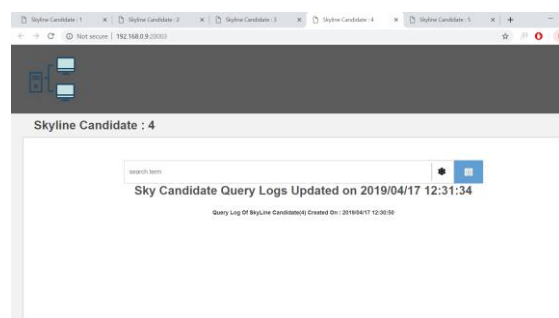 Skyline Candidate : 1
Skyline Candidate : 2
Skyline Candidate : 3
Skyline Candidate : 4
Skyline Candidate : 5
Not secure | 192.168.0.9:20003
Skyline Candidate : 4
search term
Sky Candidate Query Logs Updated on 2019/04/17 12:31:34
Query Log Of SkyLine Candidate(4) Created On : 2019/04/17 12:30:50